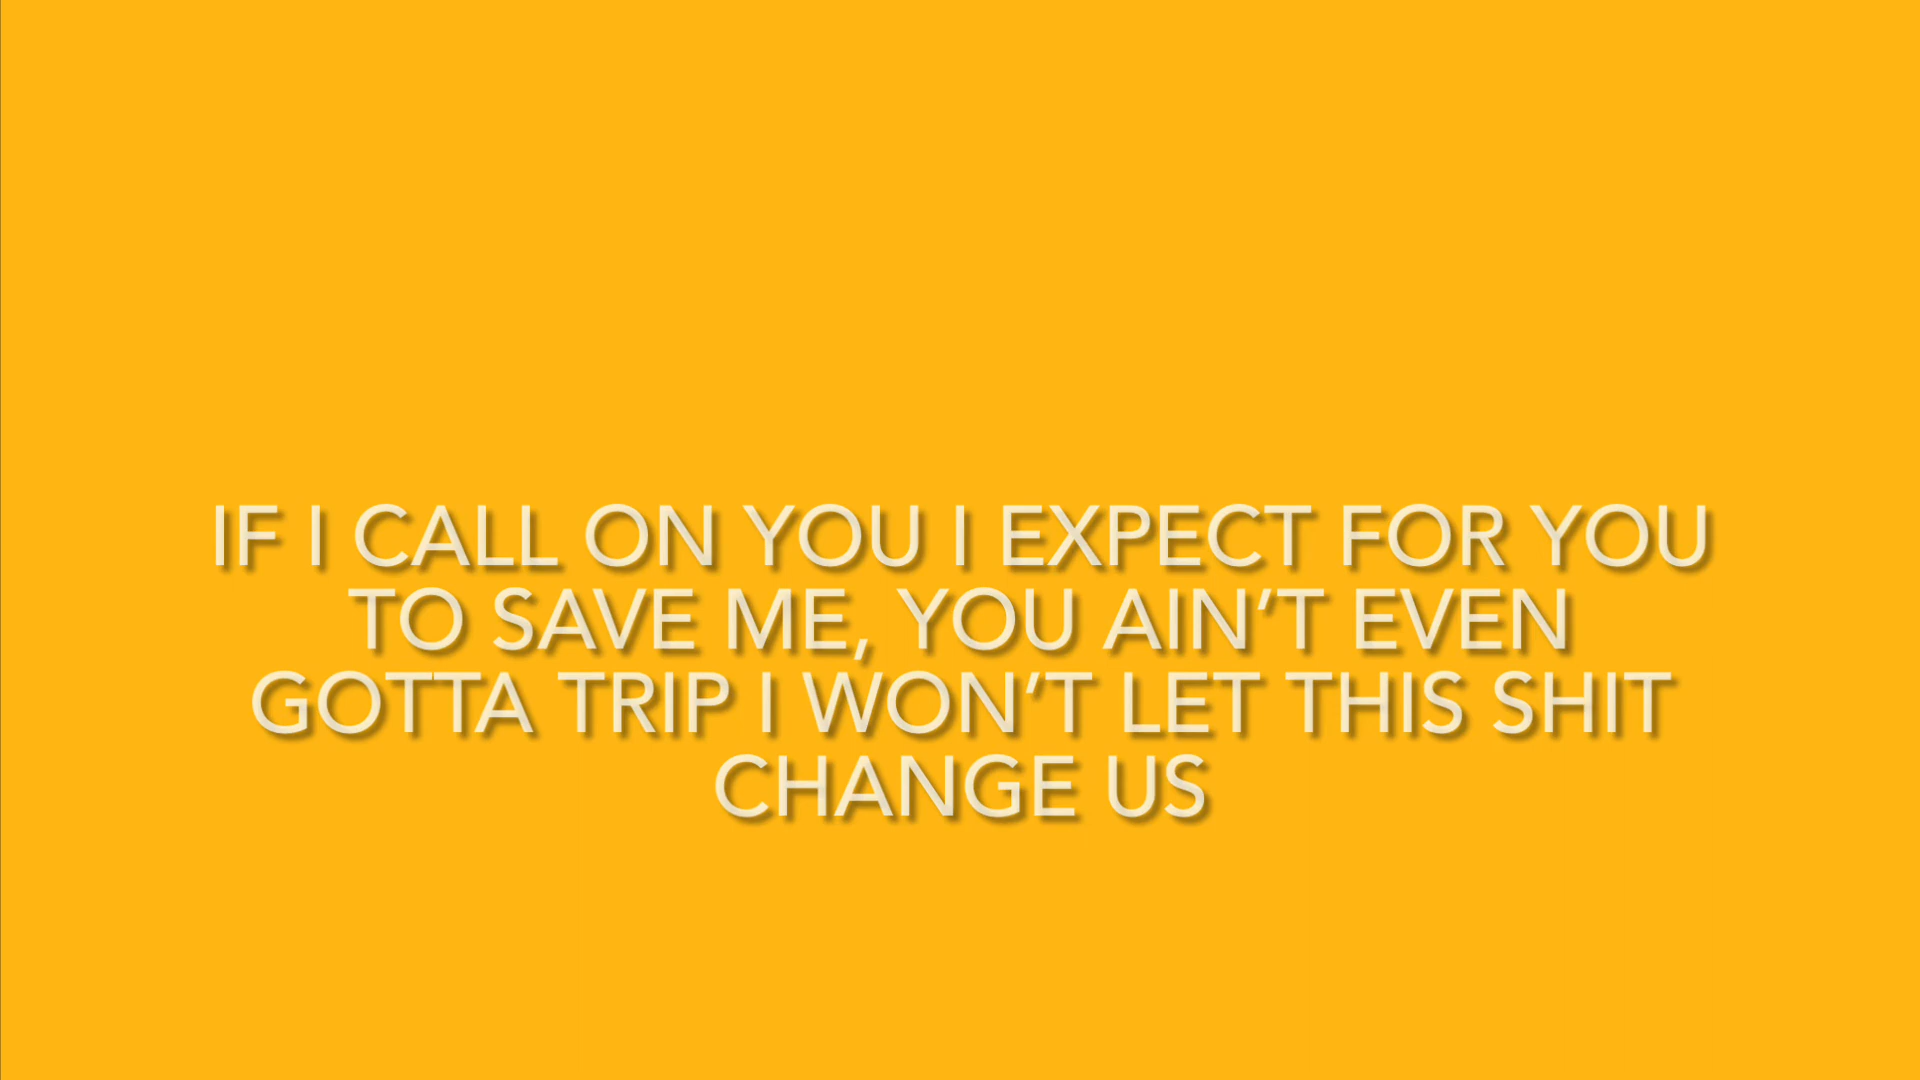 IF I CALL ON YOU I EXPECT FOR YOU
TO SAVE ME, YOU AIN’T EVEN
GOTTA TRIP I WON’T LET THIS SHIT
CHANGE US